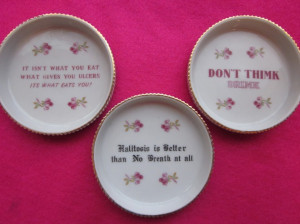 IT ISN'T WHAT YOU EAT
WHAT GIVES YOU ULCERS
ITS WHAT EATS YOU!
DON'T THIMK
DRINK
Halitosis is Better
than No Breath at all